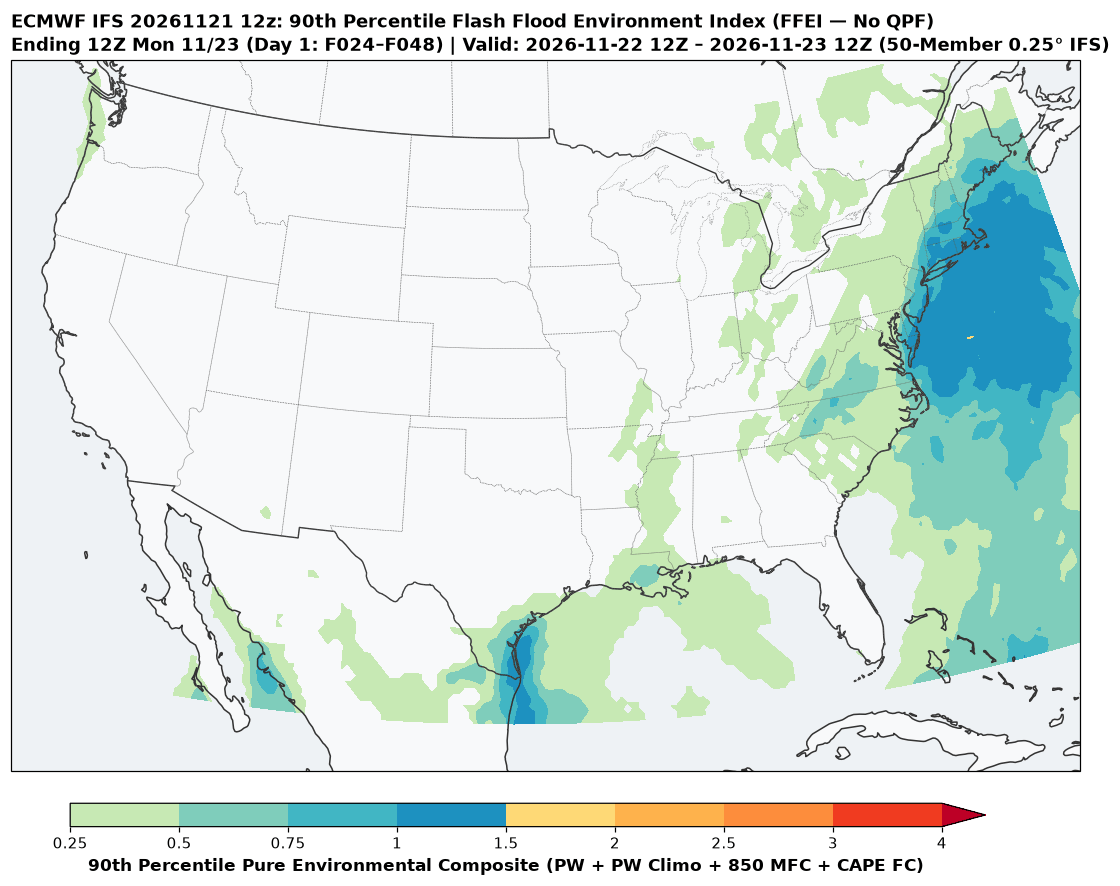 ECMWF IFS 20261121 12z: 90th Percentile Flash Flood Environment Index (FFEI — No QPF)
Ending 12Z Mon 11/23 (Day 1: F024–F048) | Valid: 2026-11-22 12Z – 2026-11-23 12Z (50-Member 0.25° IFS)
0.25 0.5 0.75 1 1.5 2 2.5 3 4
90th Percentile Pure Environmental Composite (PW + PW Climo + 850 MFC + CAPE FC)